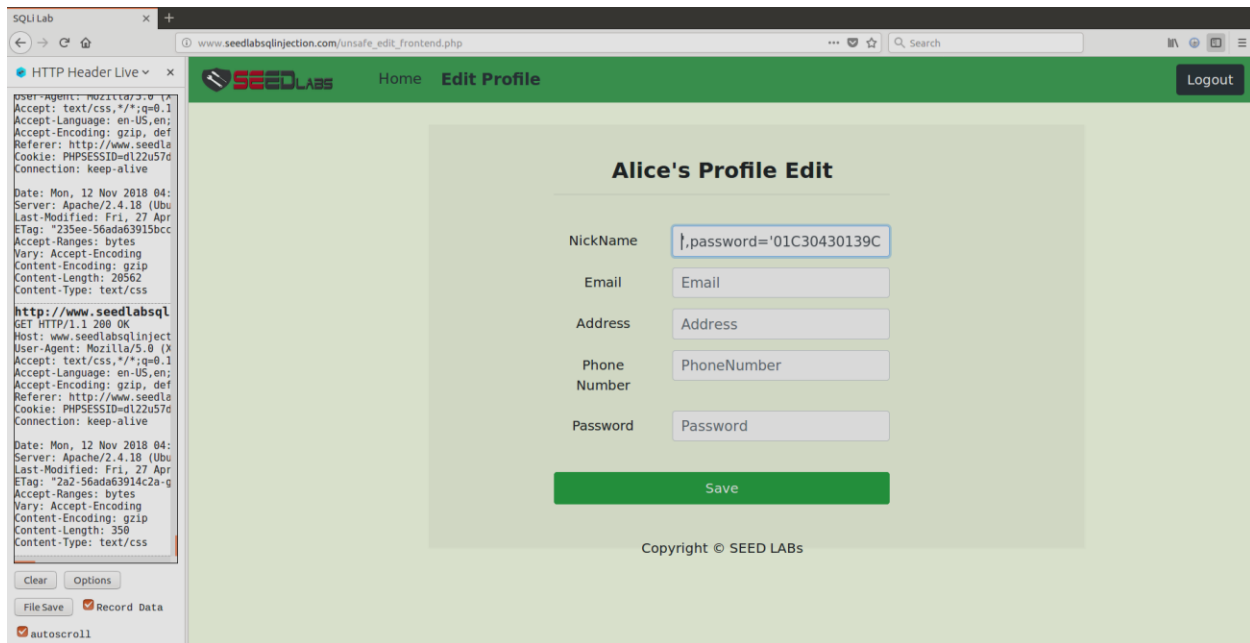 SQLi Lab
www.seedlabsqlinjection.com/unsafe_edit_frontend.php
Search
HTTP Header Live
SEEDLABS
Home Edit Profile
Logout
User-Agent: Mozilla/5.0 (X
Accept: text/css,*/*;q=0.1
Accept-Language: en-US,en;
Accept-Encoding: gzip, def
Referer: http://www.seedla
Cookie: PHPSESSID=dl22u57d
Connection: keep-alive
Date: Mon, 12 Nov 2018 04:
Server: Apache/2.4.18 (Ubu
Last-Modified: Fri, 27 Apr
ETag: "235ee-56ada63915bcc
Accept-Ranges: bytes
Vary: Accept-Encoding
Content-Encoding: gzip
Content-Length: 20562
Content-Type: text/css
http://www.seedlabsql
GET HTTP/1.1 200 OK
Host: www.seedlabsqlinject
User-Agent: Mozilla/5.0 (X
Accept: text/css,*/*;q=0.1
Accept-Language: en-US,en;
Accept-Encoding: gzip, def
Referer: http://www.seedla
Cookie: PHPSESSID=dl22u57d
Connection: keep-alive
Date: Mon, 12 Nov 2018 04:
Server: Apache/2.4.18 (Ubu
Last-Modified: Fri, 27 Apr
ETag: "2a2-56ada63914c2a-g
Accept-Ranges: bytes
Vary: Accept-Encoding
Content-Encoding: gzip
Content-Length: 350
Content-Type: text/css
Clear Options
File Save Record Data
autoscroll
Alice's Profile Edit
NickName ',password='01C30430139C
Email Email
Address Address
Phone
Number PhoneNumber
Password Password
Save
Copyright © SEED LABs